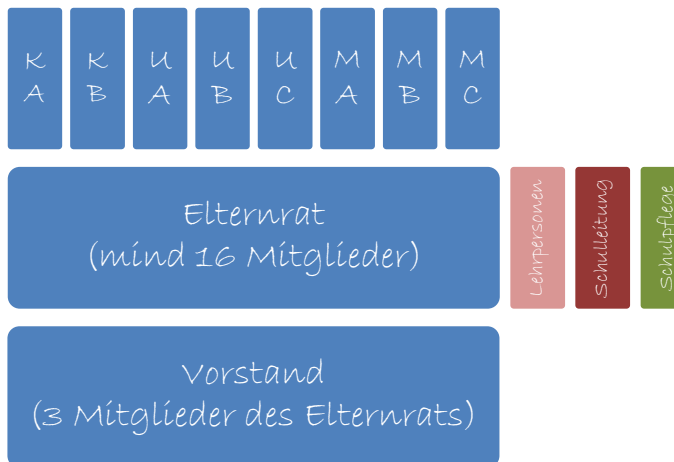 K A
K B
U A
U B
U C
M A
M B
M C
Elternrat
(mind 16 Mitglieder)
Lehrpersonen
Schulleitung
Schulpflege
Vorstand
(3 Mitglieder des Elternrats)